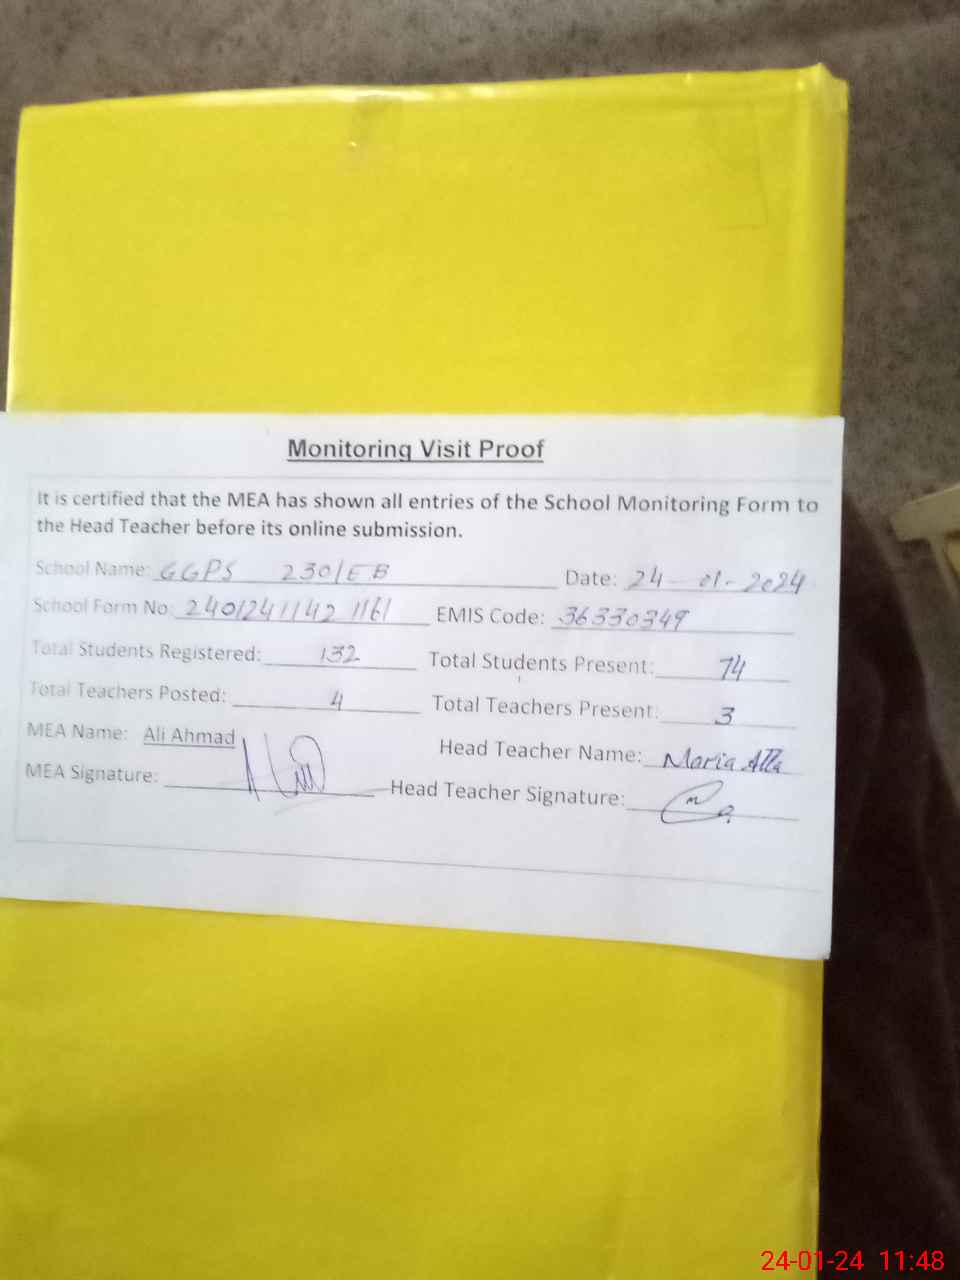 Monitoring Visit Proof
It is certified that the MEA has shown all entries of the School Monitoring Form to
the Head Teacher before its online submission.
School Name: GGPS 230/EB Date: 24-01-2024
School Form No: 24012411421161 EMIS Code: 36330349
Total Students Registered: 132 Total Students Present: 74
Total Teachers Posted: 4 Total Teachers Present: 3
MEA Name: Ali Ahmad Head Teacher Name: Maria Atta
MEA Signature: Head Teacher Signature:
24-01-24 11:48